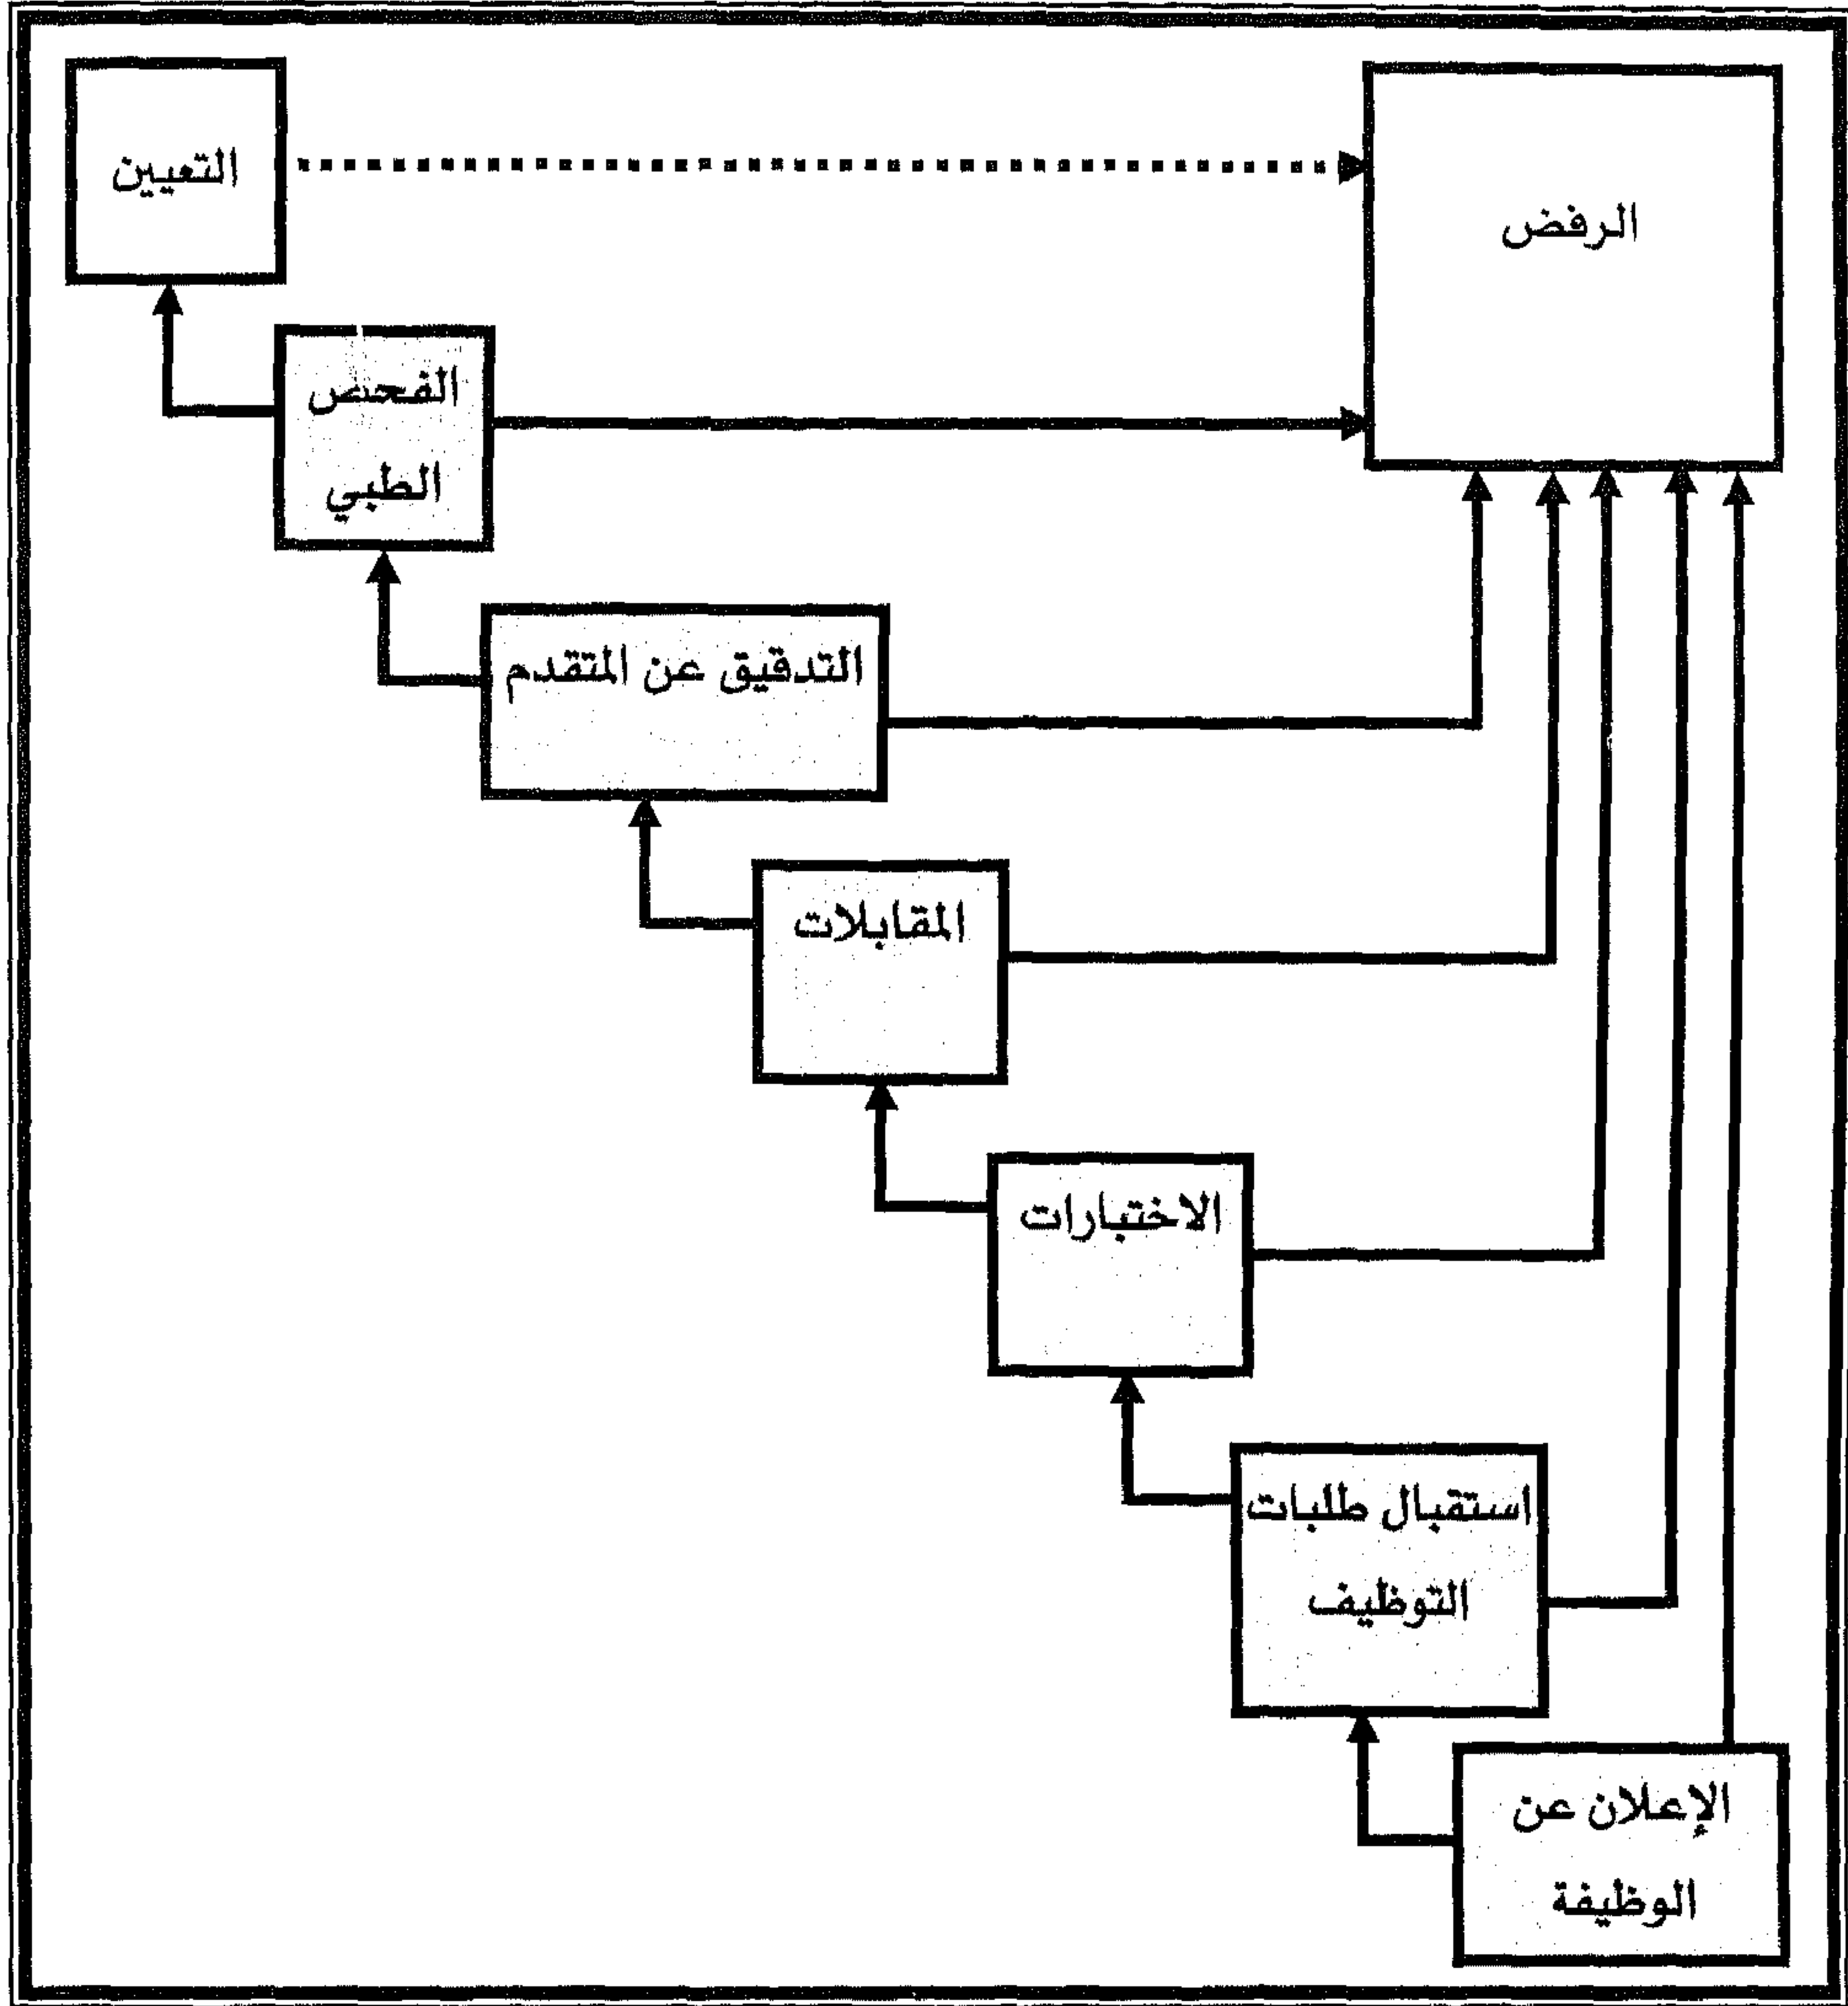 التعيين
الرفض
الفحص
الطبي
التدقيق عن المتقدم
المقابلات
الاختبارات
استقبال طلبات
التوظيف
الإعلان عن
الوظيفة